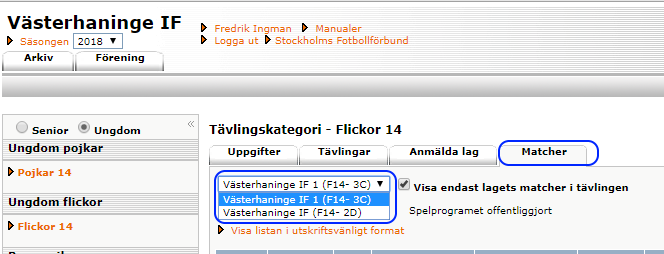 Västerhaninge IF
Säsongen 2018
Fredrik Ingman Manualer
Logga ut Stockholms Fotbollförbund
Arkiv Förening
Senior Ungdom «
Ungdom pojkar
Pojkar 14
Ungdom flickor
Flickor 14
Tävlingskategori - Flickor 14
Uppgifter Tävlingar Anmälda lag Matcher
Västerhaninge IF 1 (F14- 3C) Visa endast lagets matcher i tävlingen
Västerhaninge IF 1 (F14- 3C)
Västerhaninge IF (F14- 2D) Spelprogramet offentliggjort
Visa listan i utskriftsvänligt format